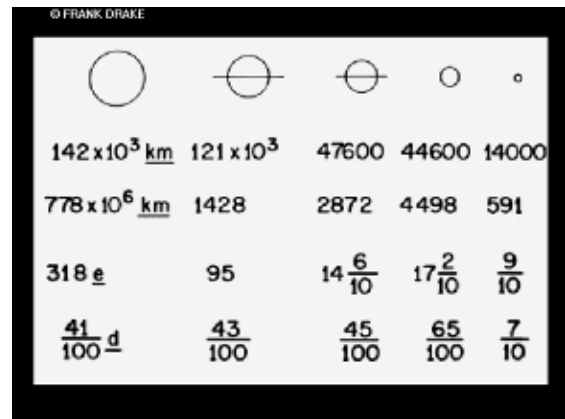 © FRANK DRAKE
142 x 10³ km 121 x 10³ 47600 44600 14000
778 x 10⁶ km 1428 2872 4498 591
318 e 95 14 6/10 17 2/10 9/10
41/100 d 43/100 45/100 65/100 7/10